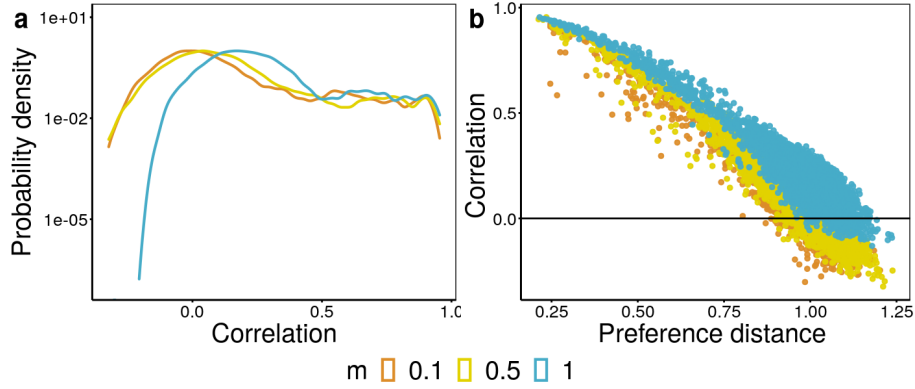 a
Probability density
1e+01
1e-02
1e-05
0.0 0.5 1.0
Correlation
b
Correlation
1.0
0.5
0.0
0.25 0.50 0.75 1.00 1.25
Preference distance
m 0.1 0.5 1